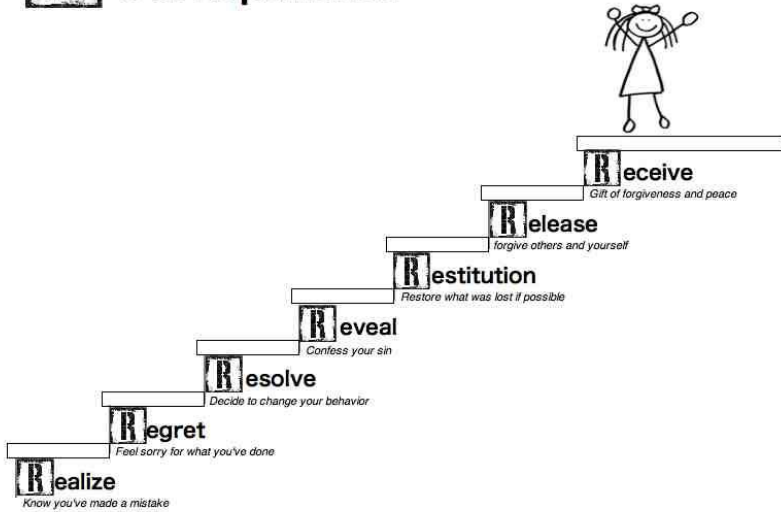 Receive
Gift of forgiveness and peace
Release
forgive others and yourself
Restitution
Restore what was lost if possible
Reveal
Confess your sin
Resolve
Decide to change your behavior
Regret
Feel sorry for what you've done
Realize
Know you've made a mistake